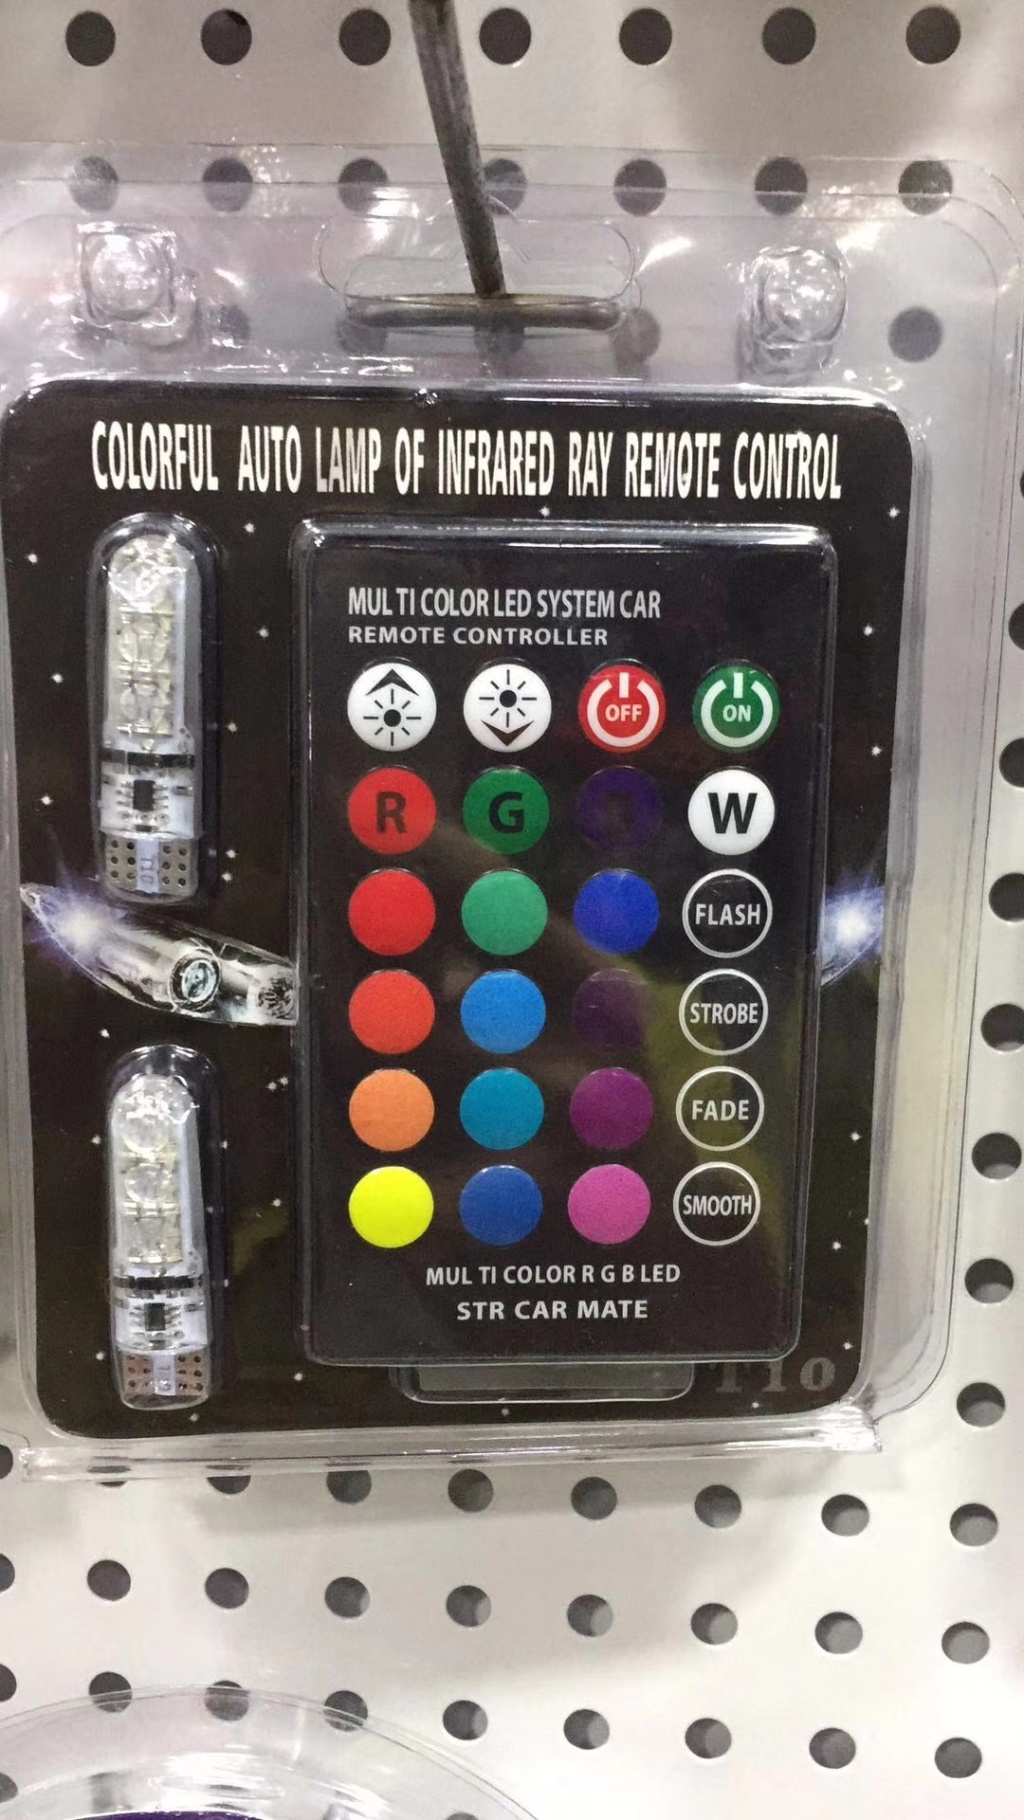 COLORFUL AUTO LAMP OF INFRARED RAY REMOTE CONTROL
MUL TI COLOR LED SYSTEM CAR
REMOTE CONTROLLER
OFF ON
R G W
FLASH
STROBE
FADE
SMOOTH
MUL TI COLOR R G B LED
STR CAR MATE
T10